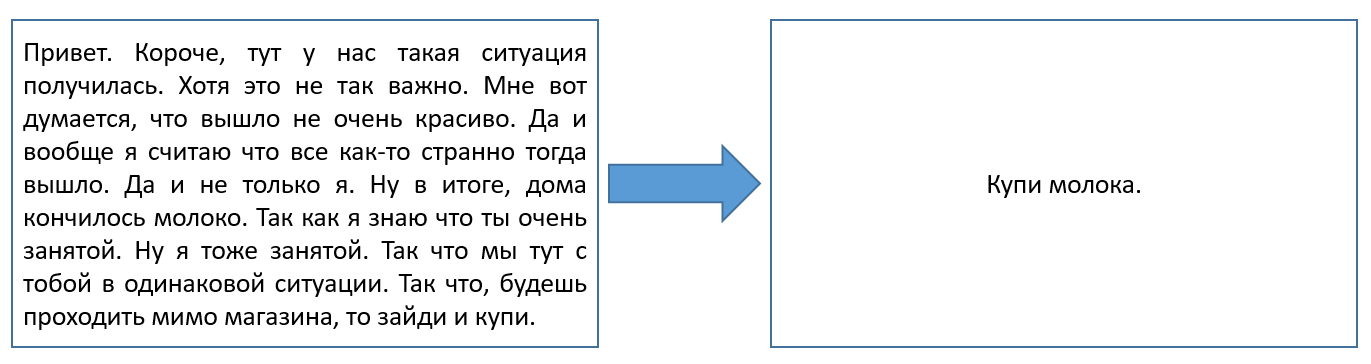 Привет. Короче, тут у нас такая ситуация
получилась. Хотя это не так важно. Мне вот
думается, что вышло не очень красиво. Да и
вообще я считаю что все как-то странно тогда
вышло. Да и не только я. Ну в итоге, дома
кончилось молоко. Так как я знаю что ты очень
занятой. Ну я тоже занятой. Так что мы тут с
тобой в одинаковой ситуации. Так что, будешь
проходить мимо магазина, то зайди и купи.
Купи молока.